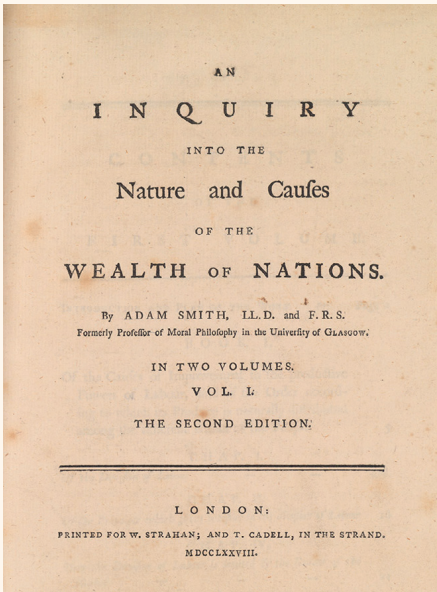 AN
INQUIRY
INTO THE
Nature and Cauſes
OF THE
WEALTH OF NATIONS.
By ADAM SMITH, LL.D. and F.R.S.
Formerly Profeſſor of Moral Philoſophy in the Univerſity of GLASGOW.
IN TWO VOLUMES.
VOL. I.
THE SECOND EDITION.
LONDON:
PRINTED FOR W. STRAHAN; AND T. CADELL, IN THE STRAND.
MDCCLXXVIII.